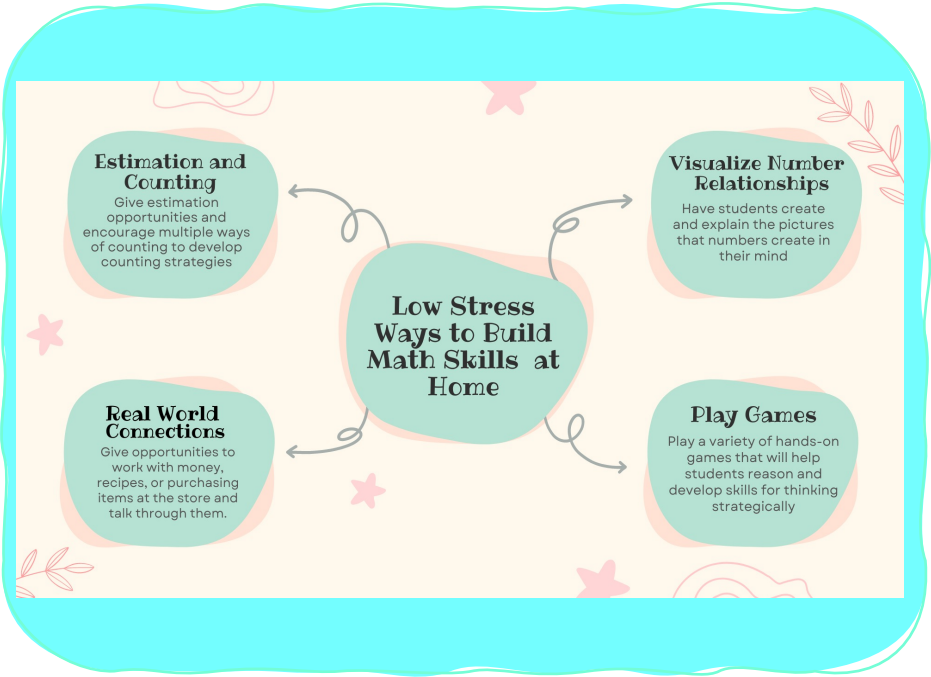 Estimation and
Counting
Give estimation
opportunities and
encourage multiple ways
of counting to develop
counting strategies
Visualize Number
Relationships
Have students create
and explain the pictures
that numbers create in
their mind
Low Stress
Ways to Build
Math Skills at
Home
Real World
Connections
Give opportunities to
work with money,
recipes, or purchasing
items at the store and
talk through them.
Play Games
Play a variety of hands-on
games that will help
students reason and
develop skills for thinking
strategically